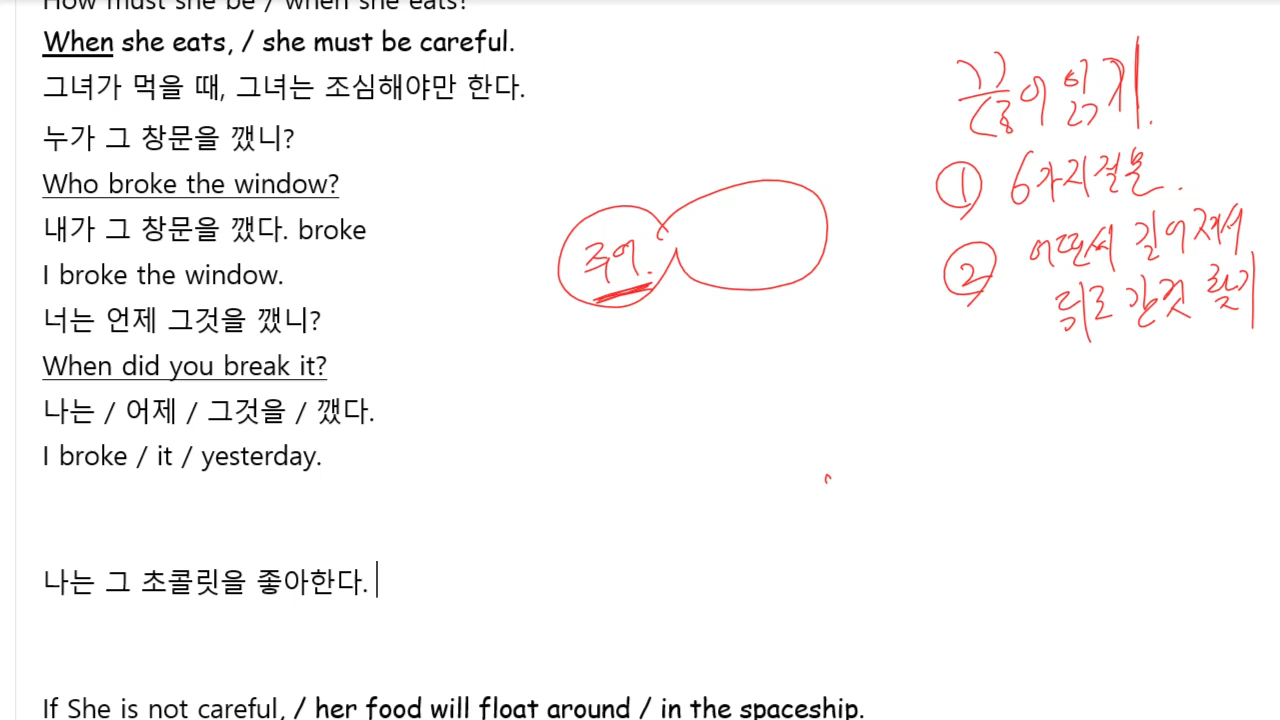 How must she be / when she eats?
When she eats, / she must be careful.
그녀가 먹을 때, 그녀는 조심해야만 한다.
누가 그 창문을 깼니?
Who broke the window?
내가 그 창문을 깼다. broke
I broke the window.
너는 언제 그것을 깼니?
When did you break it?
나는 / 어제 / 그것을 / 깼다.
I broke / it / yesterday.
나는 그 초콜릿을 좋아한다.
If She is not careful, / her food will float around / in the spaceship.
주어.
끊어 읽기.
① 6가지질문.
② 어떤씨 길어져서
뒤로 간것 찾기